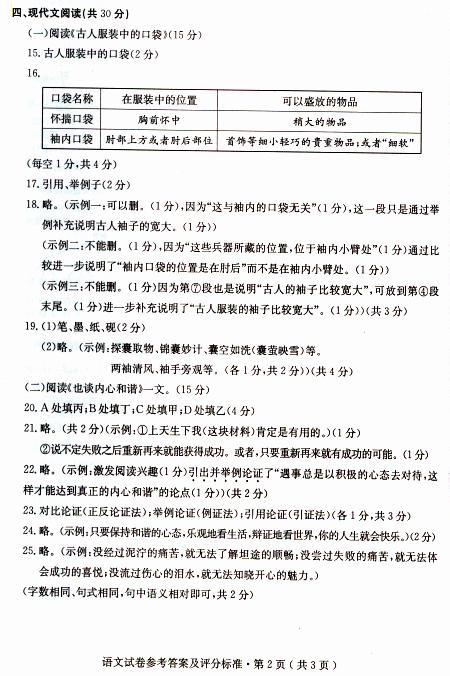 四、现代文阅读(共 30 分)
(一)阅读《古人服装中的口袋》(15分)
15. 古人服装中的口袋(2分)
16.
口袋名称 在服装中的位置 可以盛放的物品
怀揣口袋 胸前怀中 稍大的物品
袖内口袋 肘部上方或者肘后部位 首饰等细小轻巧的贵重物品;或者“细软”
(每空1分,共4分)
17. 引用、举例子(2分)
18. 略。(示例一:可以删。(1分),因为“这与袖内的口袋无关”(1分),这一段只是通过举
例补充说明古人袖子的宽大。(1分))
(示例二:不能删。(1分),因为“这些兵器所藏的位置,位于袖内小臂处”(1分)通过比
较进一步说明了“袖内口袋的位置是在肘后”而不是在袖内小臂处。(1分))
(示例三:不能删。(1分)因为第⑦段也是说明“古人的袖子比较宽大”,可放到第④段
末尾。(1分)进一步补充说明了“古人服装的袖子比较宽大”。(1分))(共3分)
19. (1)笔、墨、纸、砚(2分)
(2)略。(示例:探囊取物、锦囊妙计、囊空如洗(囊萤映雪)等。
两袖清风、袖手旁观等。(各1分,共2分))(共4分)
(二)阅读《也谈内心和谐》一文。(15分)
20. A处填丙;B处填丁;C处填甲;D处填乙(4分)
21. 略。(共2分)(示例:①上天生下我(这块材料)肯定是有用的。)(1分)
②说不定失败之后重新再来就能获得成功。或者,只要重新再来就有成功的可能。(1分)
22. 略。(示例:激发阅读兴趣(1分)引出并举例论证了“遇事总是以积极的心态去对待,这
样才能达到真正的内心和谐”的论点(1分))(共2分)
23. 对比论证(正反论证法);举例论证(例证法);引用论证(引证法)(各1分,共3分)
24. 略。(示例:只要保持和谐的心态,乐观地看生活,辩证地看世界,你的人生就会快乐。)(2分)
25. 略。(示例:没经过泥泞的痛苦,就无法了解坦途的顺畅;没尝过失败的痛苦,就无法体
会成功的喜悦;没流过伤心的泪水,就无法知晓开心的魅力。)
(字数相同、句式相同,句中语义相对即可,共2分)
语文试卷参考答案及评分标准·第2页(共3页)